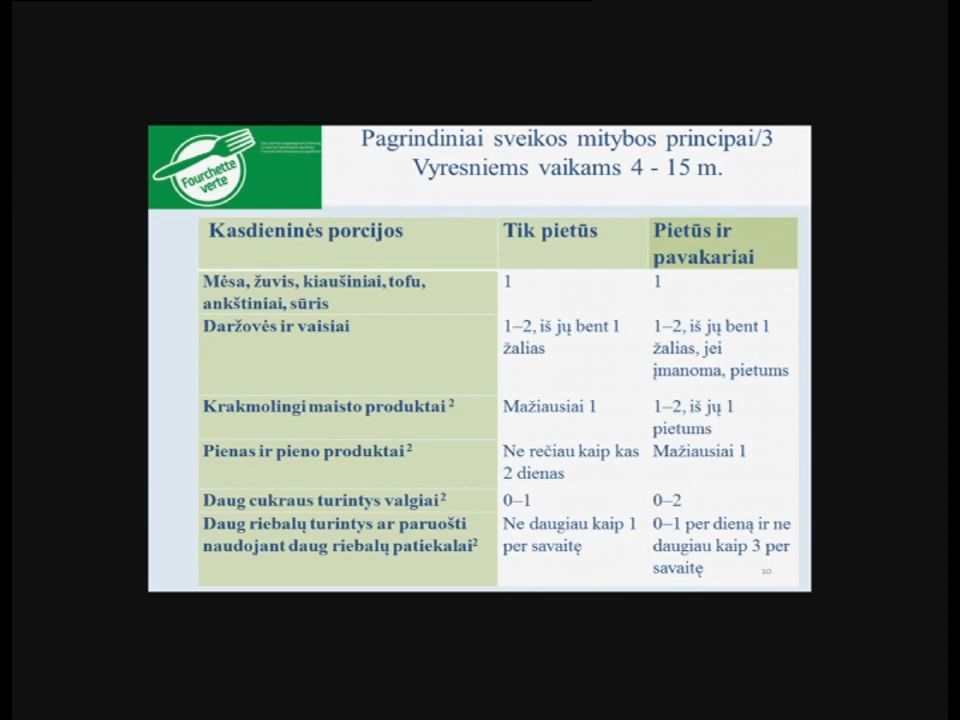 Fourchette
verte
Pagrindiniai sveikos mitybos principai/3
Vyresniems vaikams 4 - 15 m.
Kasdieninės porcijos
Tik pietūs
Pietūs ir
pavakariai
Mėsa, žuvis, kiaušiniai, tofu,
ankštiniai, sūris
1
1
Daržovės ir vaisiai
1–2, iš jų bent 1
žalias
1–2, iš jų bent 1
žalias, jei
įmanoma, pietums
Krakmolingi maisto produktai ²
Mažiausiai 1
1–2, iš jų 1
pietums
Pienas ir pieno produktai ²
Ne rečiau kaip kas
2 dienas
Mažiausiai 1
Daug cukraus turintys valgiai ²
0–1
0–2
Daug riebalų turintys ar paruošti
naudojant daug riebalų patiekalai²
Ne daugiau kaip 1
per savaitę
0–1 per dieną ir ne
daugiau kaip 3 per
savaitę
10